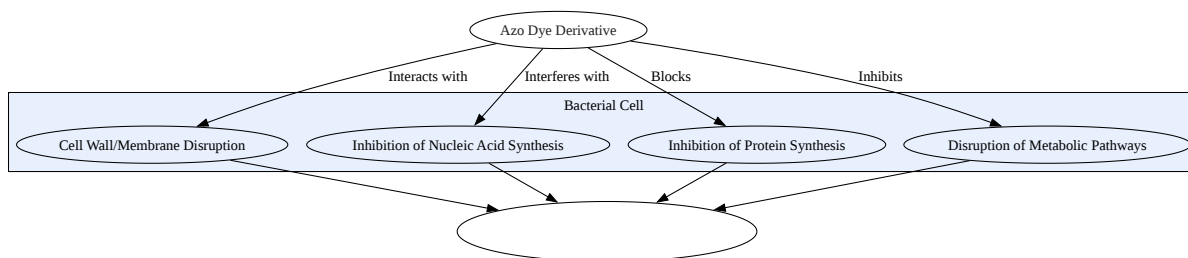 Azo Dye Derivative
Interacts with
Interferes with
Blocks
Inhibits
Bacterial Cell
Cell Wall/Membrane Disruption
Inhibition of Nucleic Acid Synthesis
Inhibition of Protein Synthesis
Disruption of Metabolic Pathways